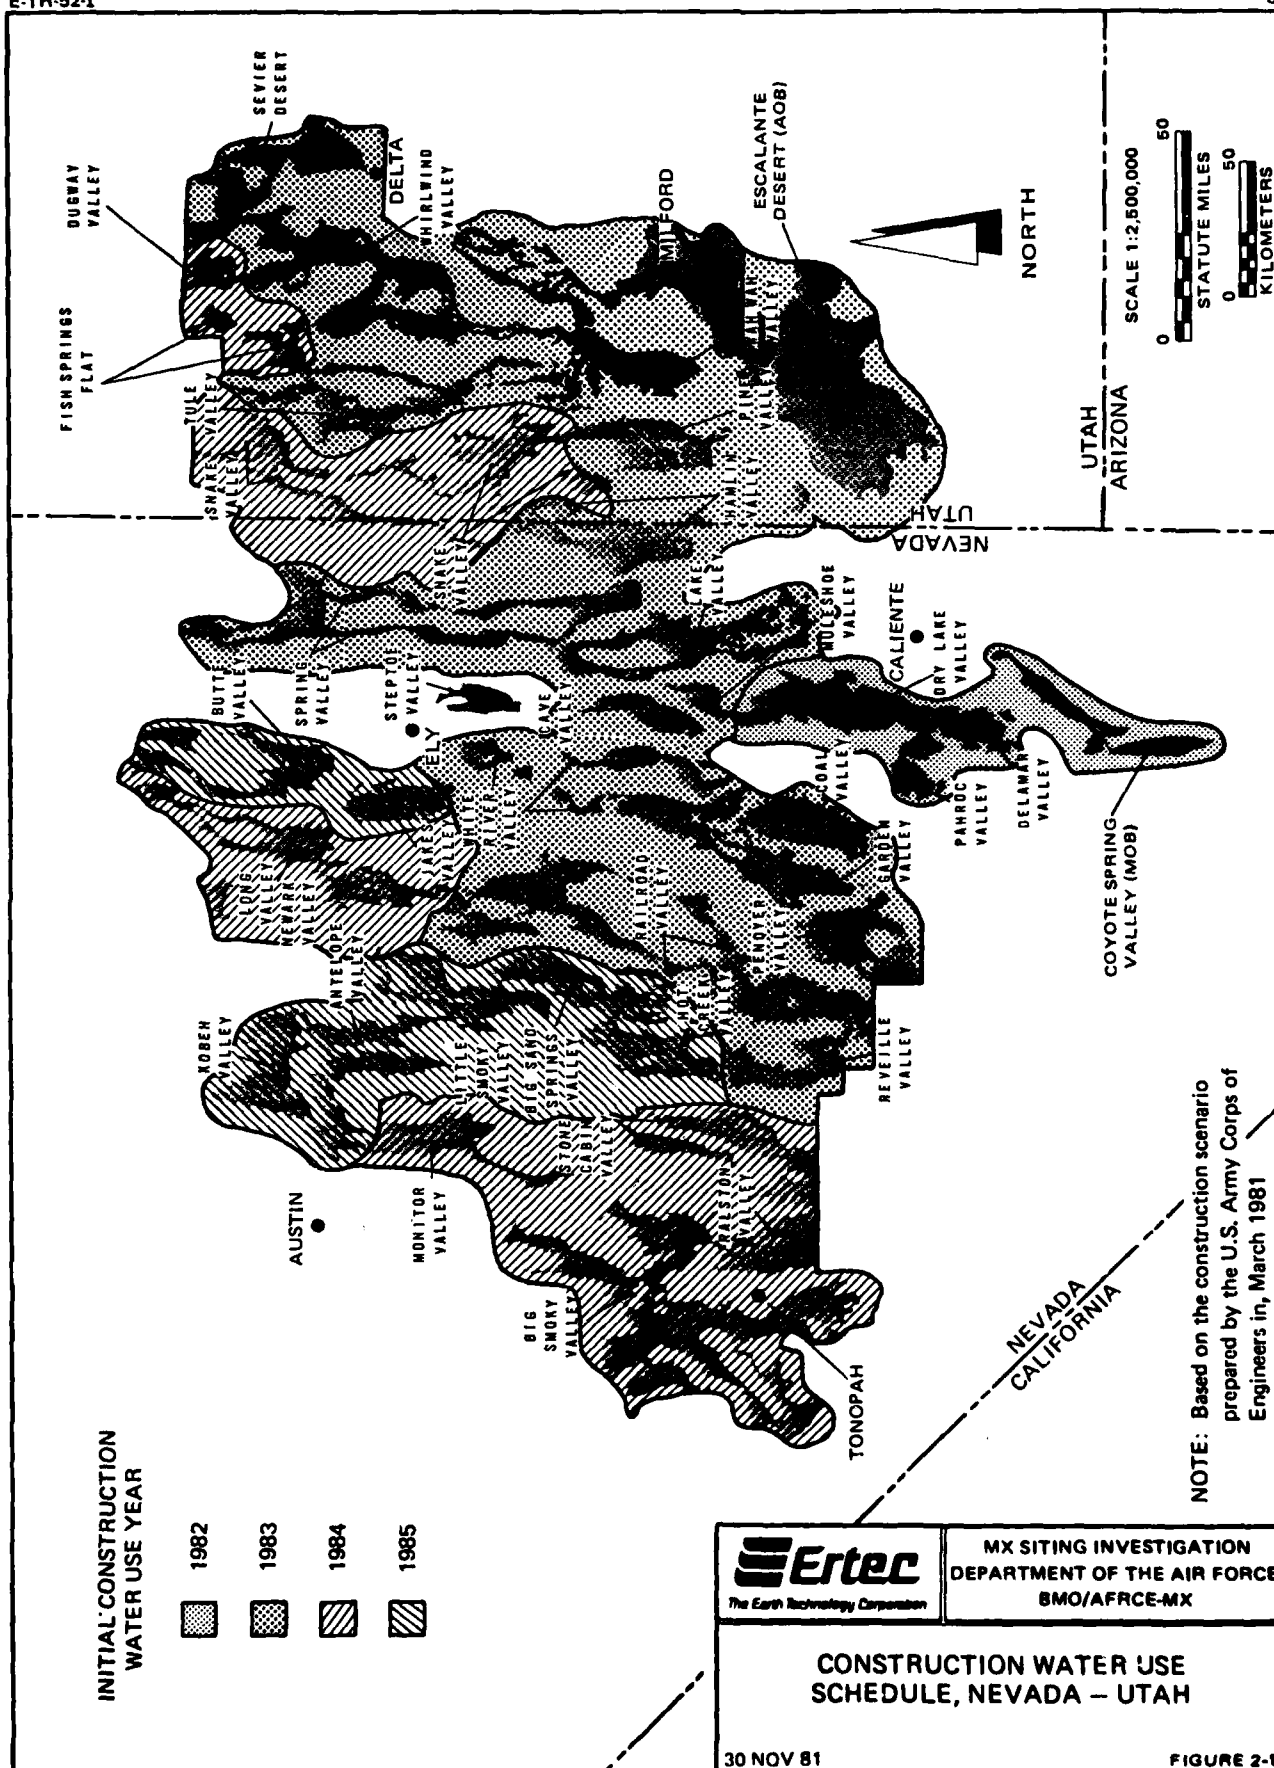 E-TR-52-I
INITIAL CONSTRUCTION
WATER USE YEAR
1982
1983
1984
1985
AUSTIN
MONITOR
VALLEY
KOBEH
VALLEY
ANTELOPE
VALLEY
LITTLE
SMOKY
VALLEY
BIG SAND
SPRINGS
VALLEY
STONE
CABIN
VALLEY
RALSTON
VALLEY
BIG
SMOKY
VALLEY
TONOPAH
LONG
VALLEY
NEWARK
VALLEY
JAKES
VALLEY
WHITE
RIVER
VALLEY
RAILROAD
VALLEY
HOT
CREEK
VALLEY
PENOYER
VALLEY
REVEILLE
VALLEY
GARDEN
VALLEY
COAL
VALLEY
BUTTE
VALLEY
SPRING
VALLEY
STEPTOE
VALLEY
ELY
CAVE
VALLEY
PAHROC
VALLEY
DELAMAR
VALLEY
COYOTE SPRING
VALLEY (MOB)
DRY LAKE
VALLEY
CALIENTE
MULESHOE
VALLEY
LAKE
VALLEY
SNAKE
VALLEY
HAMLIN
VALLEY
PINE
VALLEY
WAH WAH
VALLEY
SNAKE
VALLEY
TULE
VALLEY
FISH SPRINGS
FLAT
DUGWAY
VALLEY
SEVIER
DESERT
DELTA
WHIRLWIND
VALLEY
MILFORD
ESCALANTE
DESERT (AOB)
NEVADA
UTAH
UTAH
ARIZONA
NEVADA
CALIFORNIA
NORTH
SCALE 1:2,500,000
0 50
STATUTE MILES
0 50
KILOMETERS
NOTE: Based on the construction scenario
prepared by the U.S. Army Corps of
Engineers in, March 1981
Ertec
The Earth Technology Corporation
MX SITING INVESTIGATION
DEPARTMENT OF THE AIR FORCE
BMO/AFRCE-MX
CONSTRUCTION WATER USE
SCHEDULE, NEVADA – UTAH
30 NOV 81
FIGURE 2-1